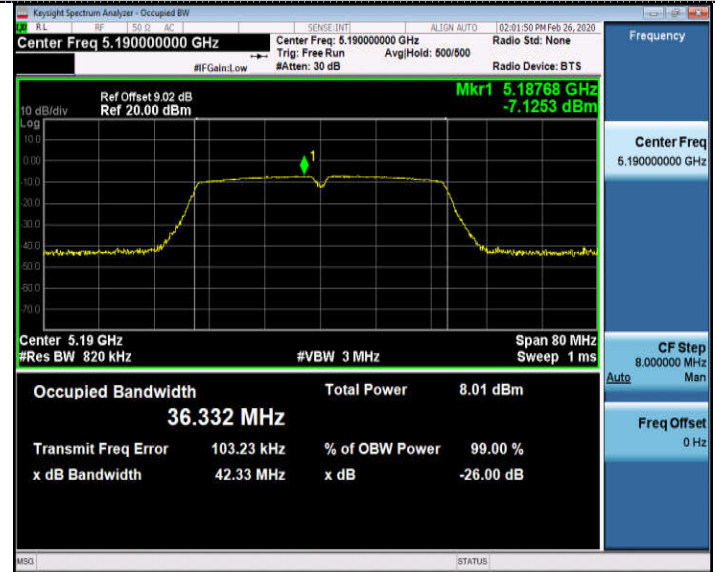 Keysight Spectrum Analyzer - Occupied BW
RL RF 50 Ω AC SENSE:INT ALIGN AUTO 02:01:50 PM Feb 26, 2020
Center Freq 5.190000000 GHz
Center Freq: 5.190000000 GHz Radio Std: None
Trig: Free Run Avg|Hold: 500/500
#IFGain:Low #Atten: 30 dB Radio Device: BTS
Frequency
Ref Offset 9.02 dB
10 dB/div Ref 20.00 dBm
Mkr1 5.18768 GHz
-7.1253 dBm
Log
10.0
0.00
-10.0
-20.0
-30.0
-40.0
-50.0
-60.0
-70.0
1
Center 5.19 GHz Span 80 MHz
#Res BW 820 kHz #VBW 3 MHz Sweep 1 ms
Occupied Bandwidth Total Power 8.01 dBm
36.332 MHz
Transmit Freq Error 103.23 kHz % of OBW Power 99.00 %
x dB Bandwidth 42.33 MHz x dB -26.00 dB
Center Freq
5.190000000 GHz
CF Step
8.000000 MHz
Auto Man
Freq Offset
0 Hz
MSG STATUS